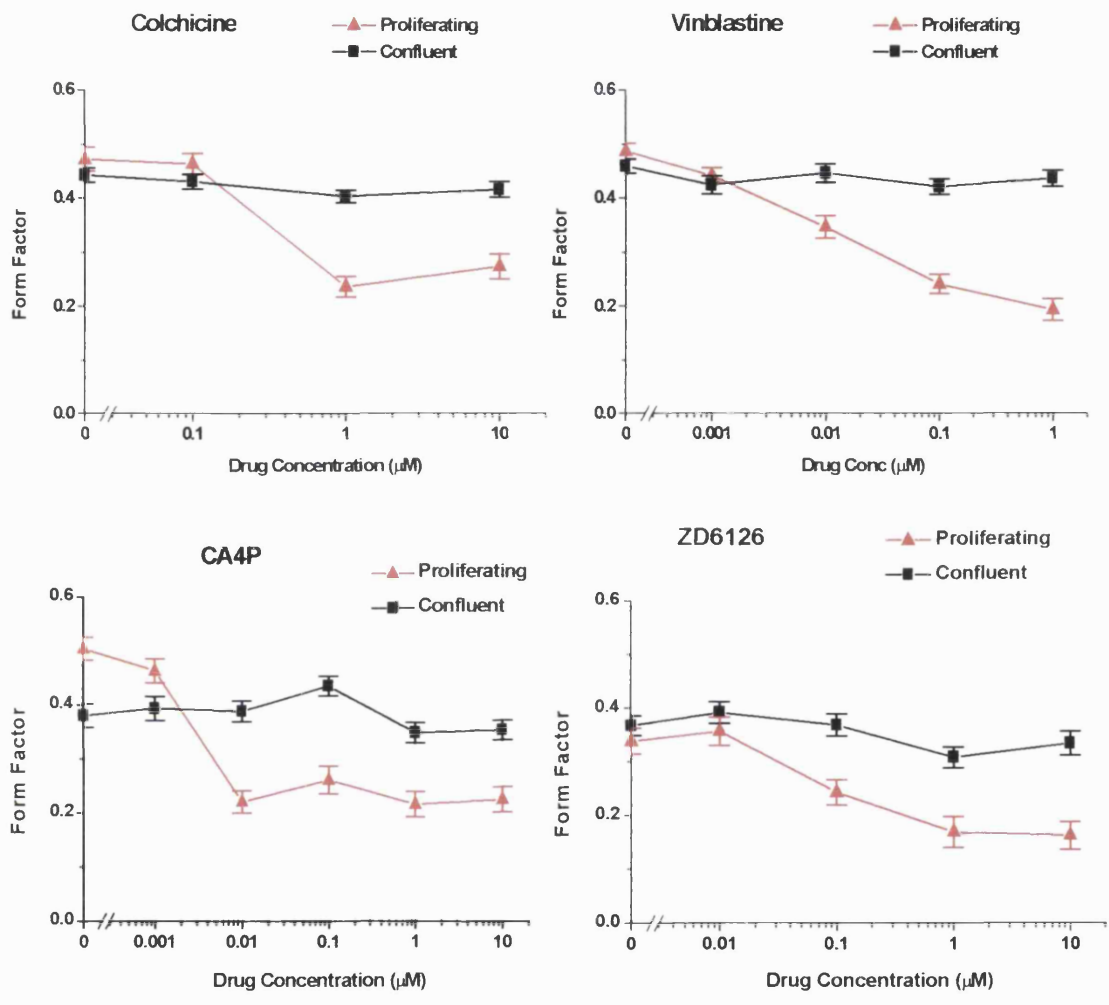 Colchicine
Proliferating
Confluent
0.6
0.4
0.2
0.0
Form Factor
0 0.1 1 10
Drug Concentration (μM)
Vinblastine
Proliferating
Confluent
0.6
0.4
0.2
0.0
Form Factor
0 0.001 0.01 0.1 1
Drug Conc (μM)
CA4P
Proliferating
Confluent
0.6
0.4
0.2
0.0
Form Factor
0 0.001 0.01 0.1 1 10
Drug Concentration (μM)
ZD6126
Proliferating
Confluent
0.6
0.4
0.2
0.0
Form Factor
0 0.01 0.1 1 10
Drug Concentration (μM)